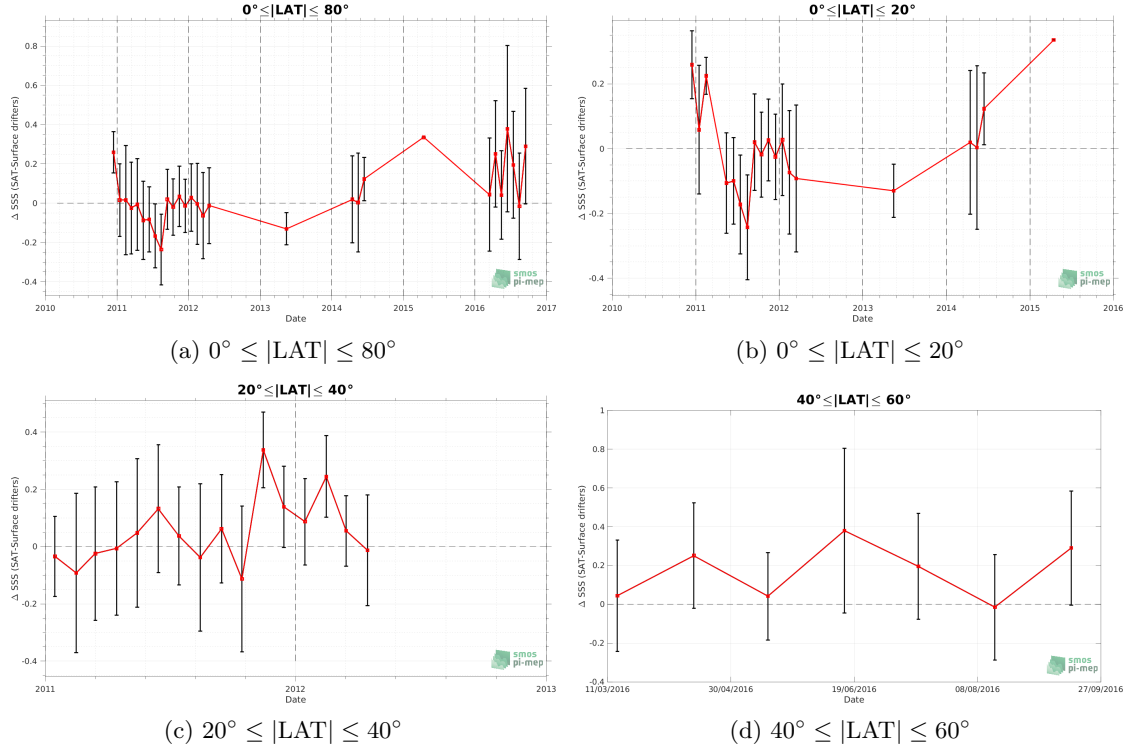 0°≤|LAT|≤ 80°
Δ SSS (SAT-Surface drifters)
0.8
0.6
0.4
0.2
0
-0.2
-0.4
2010 2011 2012 2013 2014 2015 2016 2017
Date
smos
pi-mep
(a) 0° ≤ |LAT| ≤ 80°
0°≤|LAT|≤ 20°
Δ SSS (SAT-Surface drifters)
0.2
0
-0.2
-0.4
2010 2011 2012 2013 2014 2015 2016
Date
smos
pi-mep
(b) 0° ≤ |LAT| ≤ 20°
20°≤|LAT|≤ 40°
Δ SSS (SAT-Surface drifters)
0.4
0.2
0
-0.2
-0.4
2011 2012 2013
Date
smos
pi-mep
(c) 20° ≤ |LAT| ≤ 40°
40°≤|LAT|≤ 60°
Δ SSS (SAT-Surface drifters)
1
0.8
0.6
0.4
0.2
0
-0.2
-0.4
11/03/2016 30/04/2016 19/06/2016 08/08/2016 27/09/2016
Date
smos
pi-mep
(d) 40° ≤ |LAT| ≤ 60°